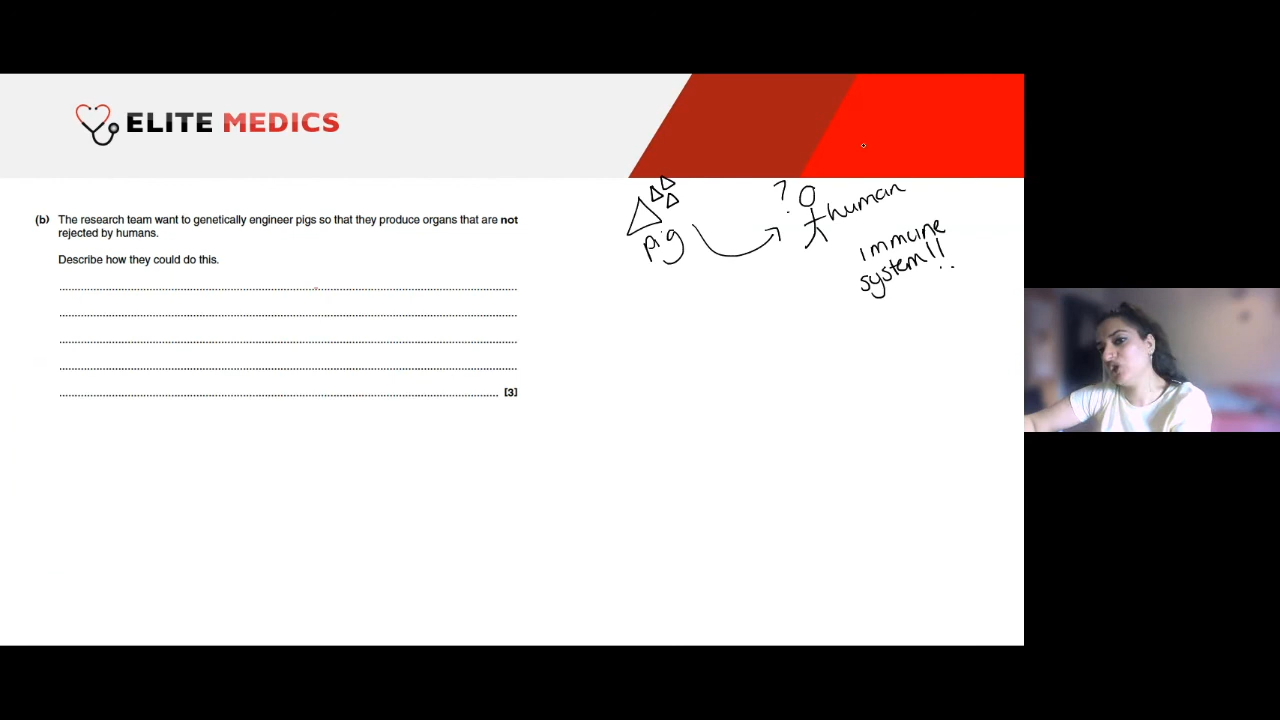 ELITE MEDICS
(b) The research team want to genetically engineer pigs so that they produce organs that are not
rejected by humans.
Describe how they could do this.
[3]
pig
?
human
immune
system!!